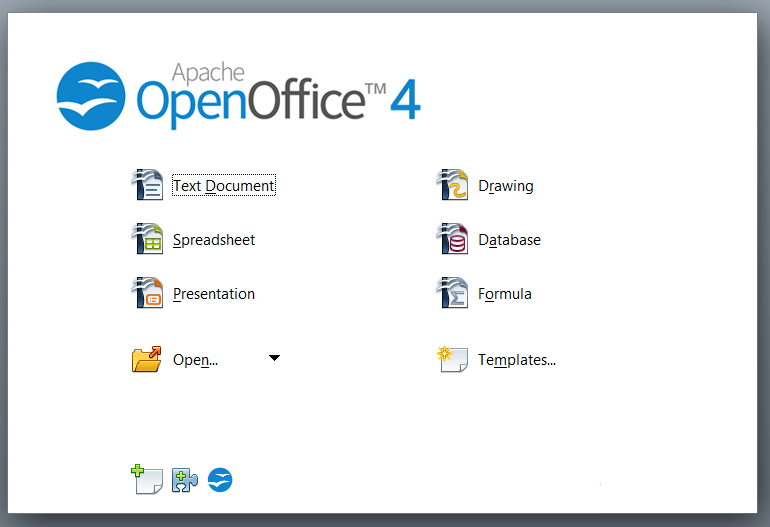 Apache
OpenOffice™ 4
Text Document
Drawing
Spreadsheet
Database
Presentation
Formula
Open...
Templates...